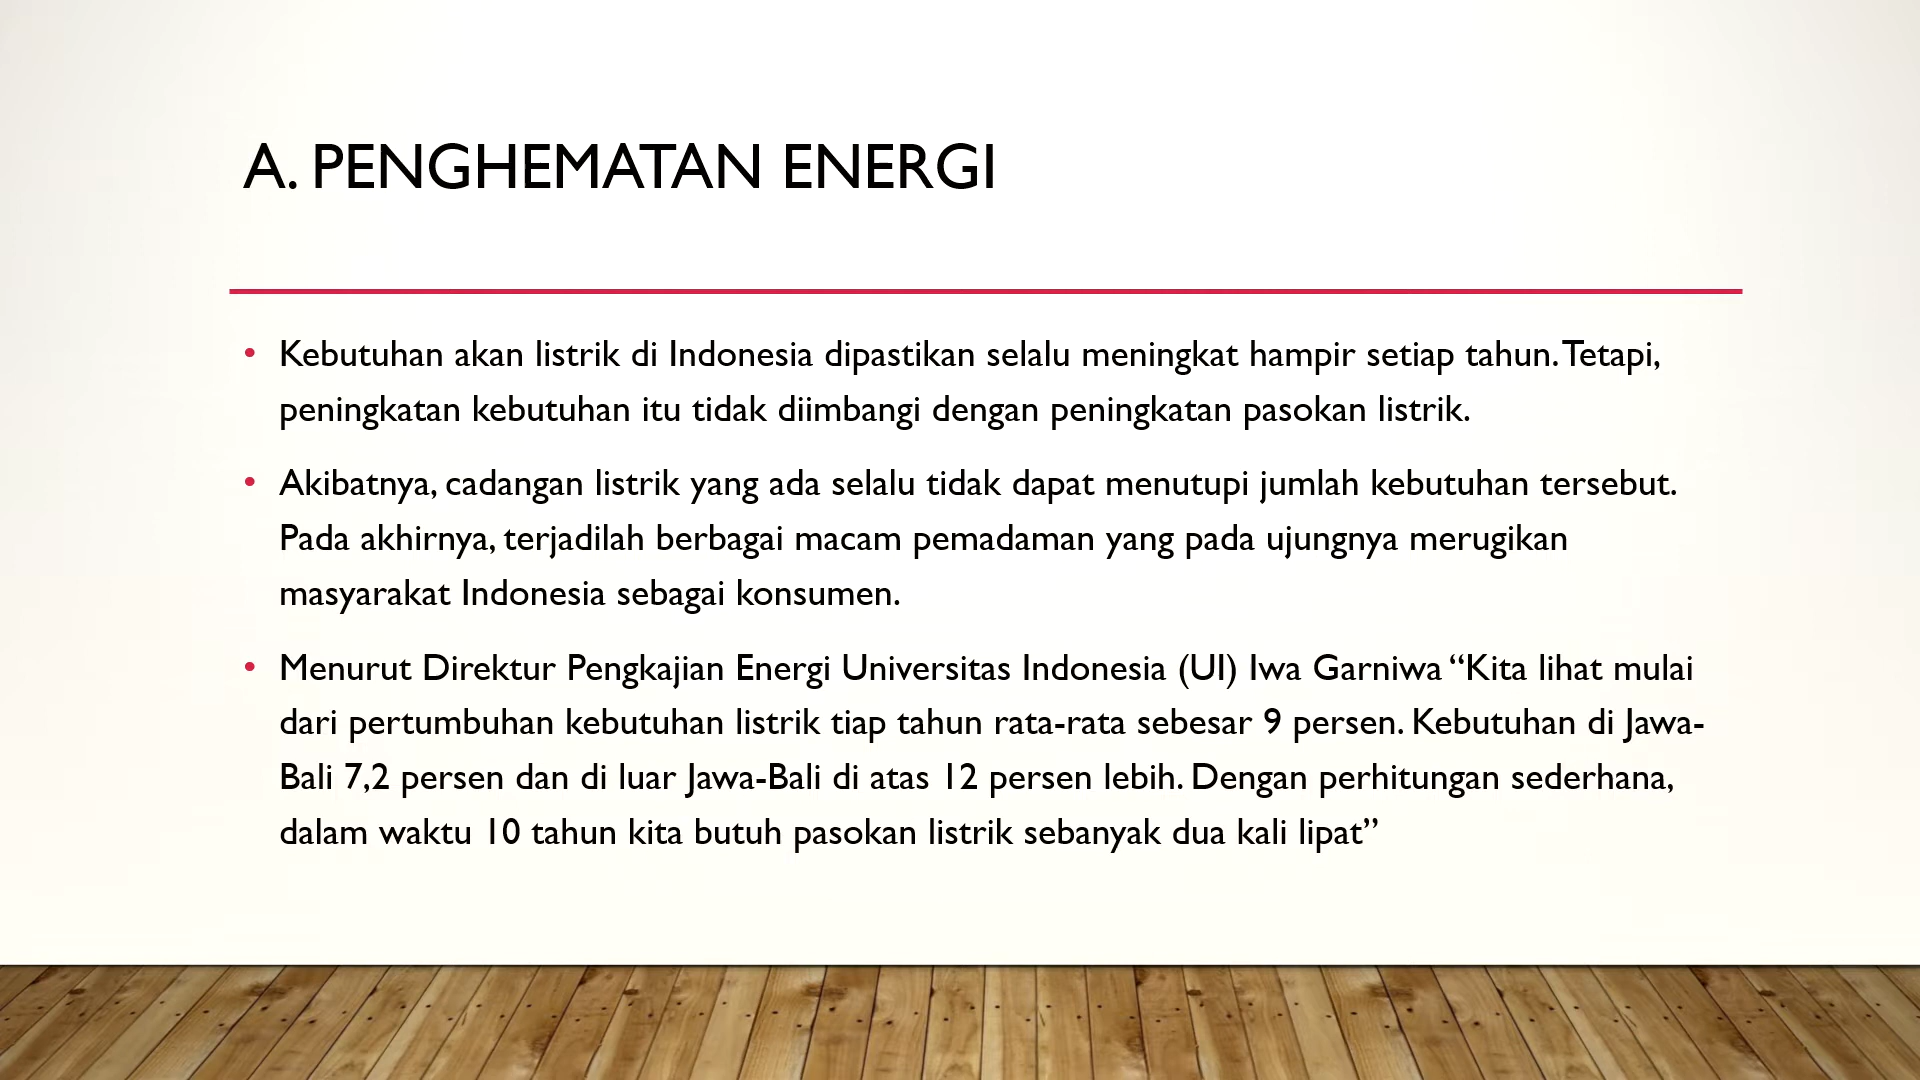 A. PENGHEMATAN ENERGI
• Kebutuhan akan listrik di Indonesia dipastikan selalu meningkat hampir setiap tahun. Tetapi,
peningkatan kebutuhan itu tidak diimbangi dengan peningkatan pasokan listrik.
• Akibatnya, cadangan listrik yang ada selalu tidak dapat menutupi jumlah kebutuhan tersebut.
Pada akhirnya, terjadilah berbagai macam pemadaman yang pada ujungnya merugikan
masyarakat Indonesia sebagai konsumen.
• Menurut Direktur Pengkajian Energi Universitas Indonesia (UI) Iwa Garniwa “Kita lihat mulai
dari pertumbuhan kebutuhan listrik tiap tahun rata-rata sebesar 9 persen. Kebutuhan di Jawa-
Bali 7,2 persen dan di luar Jawa-Bali di atas 12 persen lebih. Dengan perhitungan sederhana,
dalam waktu 10 tahun kita butuh pasokan listrik sebanyak dua kali lipat”